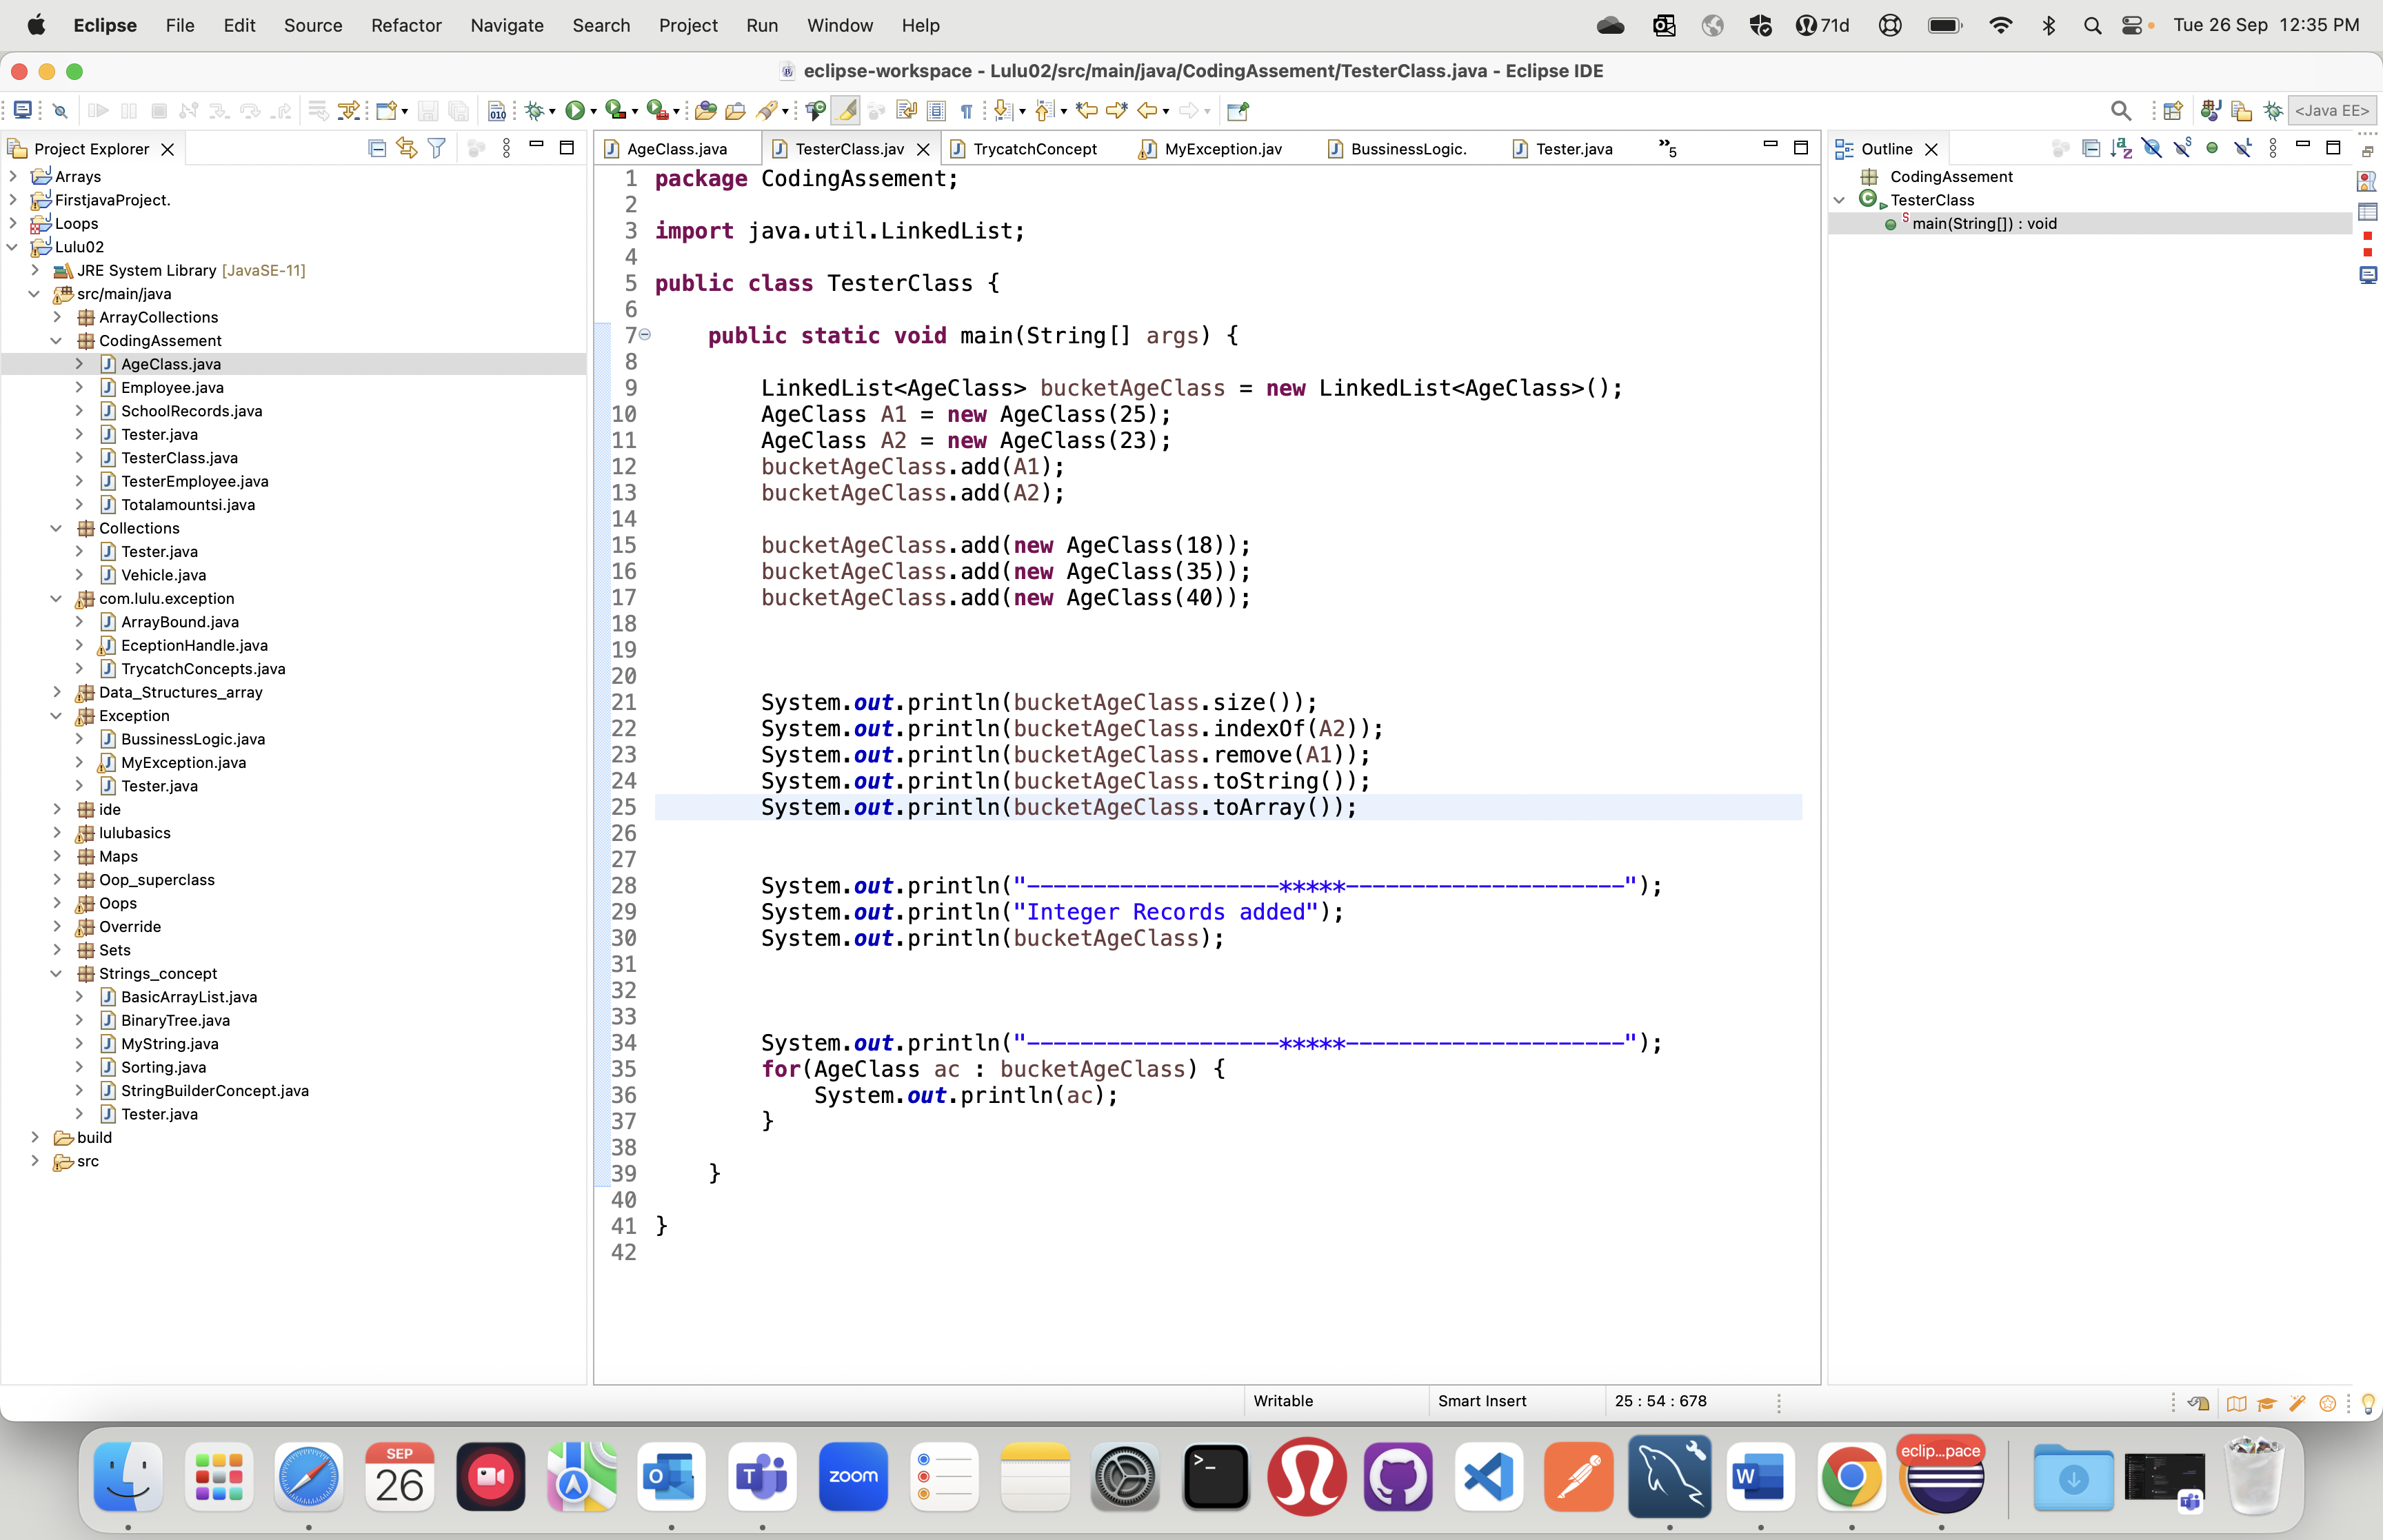 Eclipse File Edit Source Refactor Navigate Search Project Run Window Help 71d Tue 26 Sep 12:35 PM
eclipse-workspace - Lulu02/src/main/java/CodingAssement/TesterClass.java - Eclipse IDE
<Java EE>
Project Explorer
Arrays
FirstjavaProject.
Loops
Lulu02
JRE System Library [JavaSE-11]
src/main/java
ArrayCollections
CodingAssement
AgeClass.java
Employee.java
SchoolRecords.java
Tester.java
TesterClass.java
TesterEmployee.java
Totalamountsi.java
Collections
Tester.java
Vehicle.java
com.lulu.exception
ArrayBound.java
EceptionHandle.java
TrycatchConcepts.java
Data_Structures_array
Exception
BussinessLogic.java
MyException.java
Tester.java
ide
lulubasics
Maps
Oop_superclass
Oops
Override
Sets
Strings_concept
BasicArrayList.java
BinaryTree.java
MyString.java
Sorting.java
StringBuilderConcept.java
Tester.java
build
src
AgeClass.java TesterClass.jav TrycatchConcept MyException.jav BussinessLogic. Tester.java »5
1 package CodingAssement;
2
3 import java.util.LinkedList;
4
5 public class TesterClass {
6
7 public static void main(String[] args) {
8
9 LinkedList<AgeClass> bucketAgeClass = new LinkedList<AgeClass>();
10 AgeClass A1 = new AgeClass(25);
11 AgeClass A2 = new AgeClass(23);
12 bucketAgeClass.add(A1);
13 bucketAgeClass.add(A2);
14
15 bucketAgeClass.add(new AgeClass(18));
16 bucketAgeClass.add(new AgeClass(35));
17 bucketAgeClass.add(new AgeClass(40));
18
19
20
21 System.out.println(bucketAgeClass.size());
22 System.out.println(bucketAgeClass.indexOf(A2));
23 System.out.println(bucketAgeClass.remove(A1));
24 System.out.println(bucketAgeClass.toString());
25 System.out.println(bucketAgeClass.toArray());
26
27
28 System.out.println("-------------------*****---------------------");
29 System.out.println("Integer Records added");
30 System.out.println(bucketAgeClass);
31
32
33
34 System.out.println("-------------------*****---------------------");
35 for(AgeClass ac : bucketAgeClass) {
36 System.out.println(ac);
37 }
38
39 }
40
41 }
42
Outline
CodingAssement
TesterClass
main(String[]) : void
Writable Smart Insert 25 : 54 : 678
SEP
26
zoom
eclip...pace